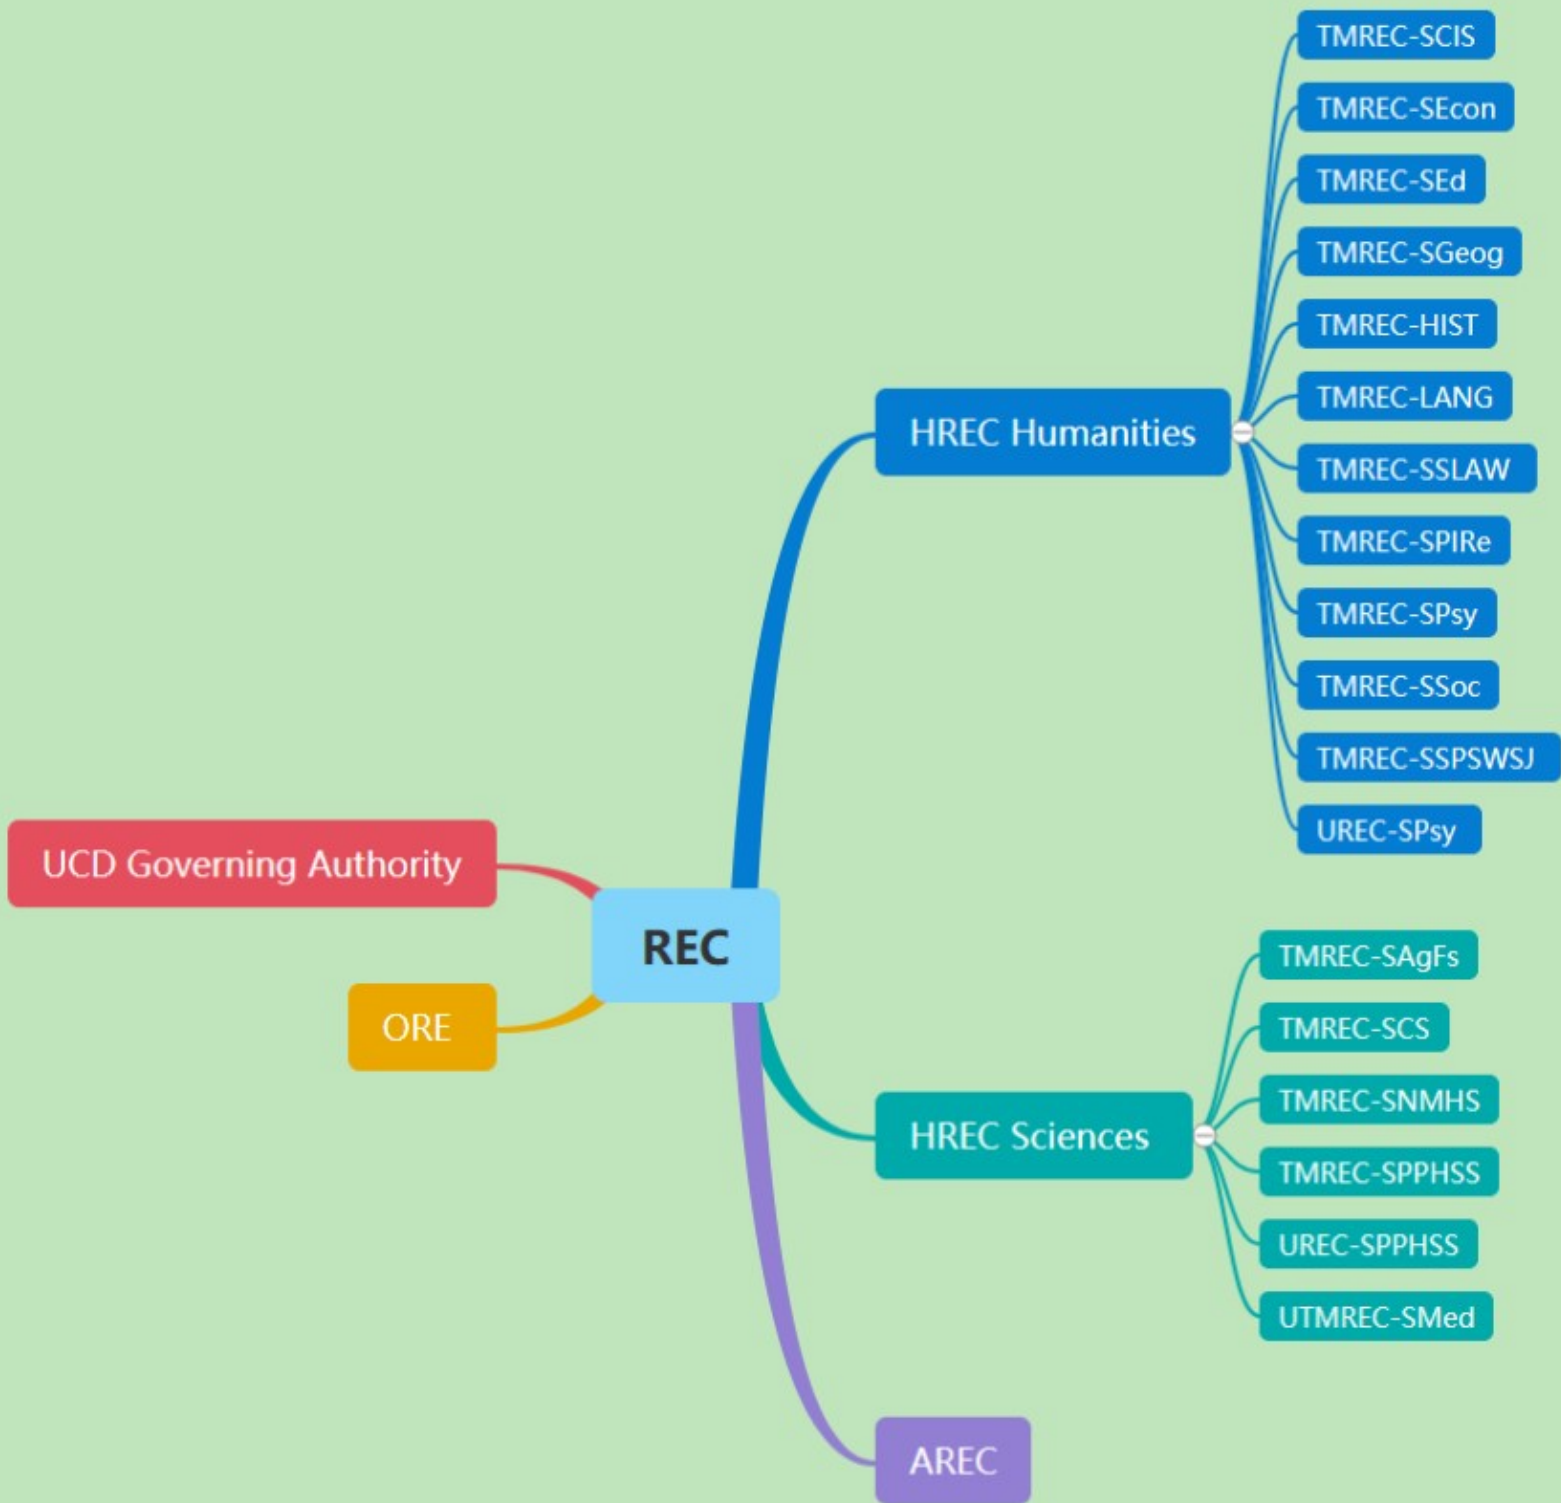 TMREC-SCIS
TMREC-SEcon
TMREC-SEd
TMREC-SGeog
TMREC-HIST
TMREC-LANG
HREC Humanities
TMREC-SSLAW
TMREC-SPIRe
TMREC-SPsy
TMREC-SSoc
TMREC-SSPSWSJ
UREC-SPsy
UCD Governing Authority
REC
ORE
TMREC-SAgFs
TMREC-SCS
TMREC-SNMHS
HREC Sciences
TMREC-SPPHSS
UREC-SPPHSS
UTMREC-SMed
AREC